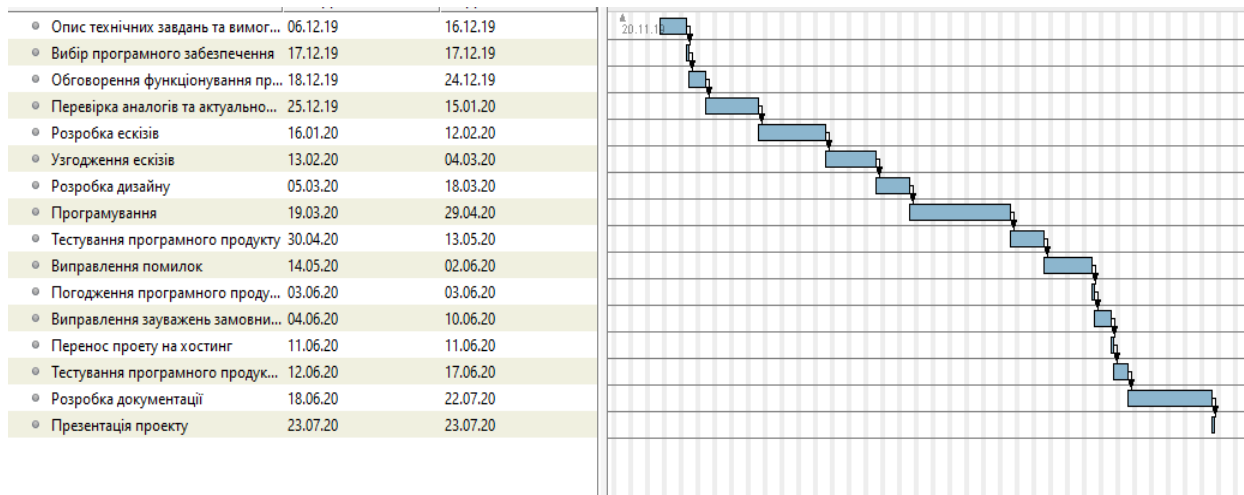 Опис технічних завдань та вимог... 06.12.19 16.12.19
20.11.19
Вибір програмного забезпечення 17.12.19 17.12.19
Обговорення функціонування пр... 18.12.19 24.12.19
Перевірка аналогів та актуально... 25.12.19 15.01.20
Розробка ескізів 16.01.20 12.02.20
Узгодження ескізів 13.02.20 04.03.20
Розробка дизайну 05.03.20 18.03.20
Програмування 19.03.20 29.04.20
Тестування програмного продукту 30.04.20 13.05.20
Виправлення помилок 14.05.20 02.06.20
Погодження програмного проду... 03.06.20 03.06.20
Виправлення зауважень замовни... 04.06.20 10.06.20
Перенос проету на хостинг 11.06.20 11.06.20
Тестування програмного продук... 12.06.20 17.06.20
Розробка документації 18.06.20 22.07.20
Презентація проекту 23.07.20 23.07.20